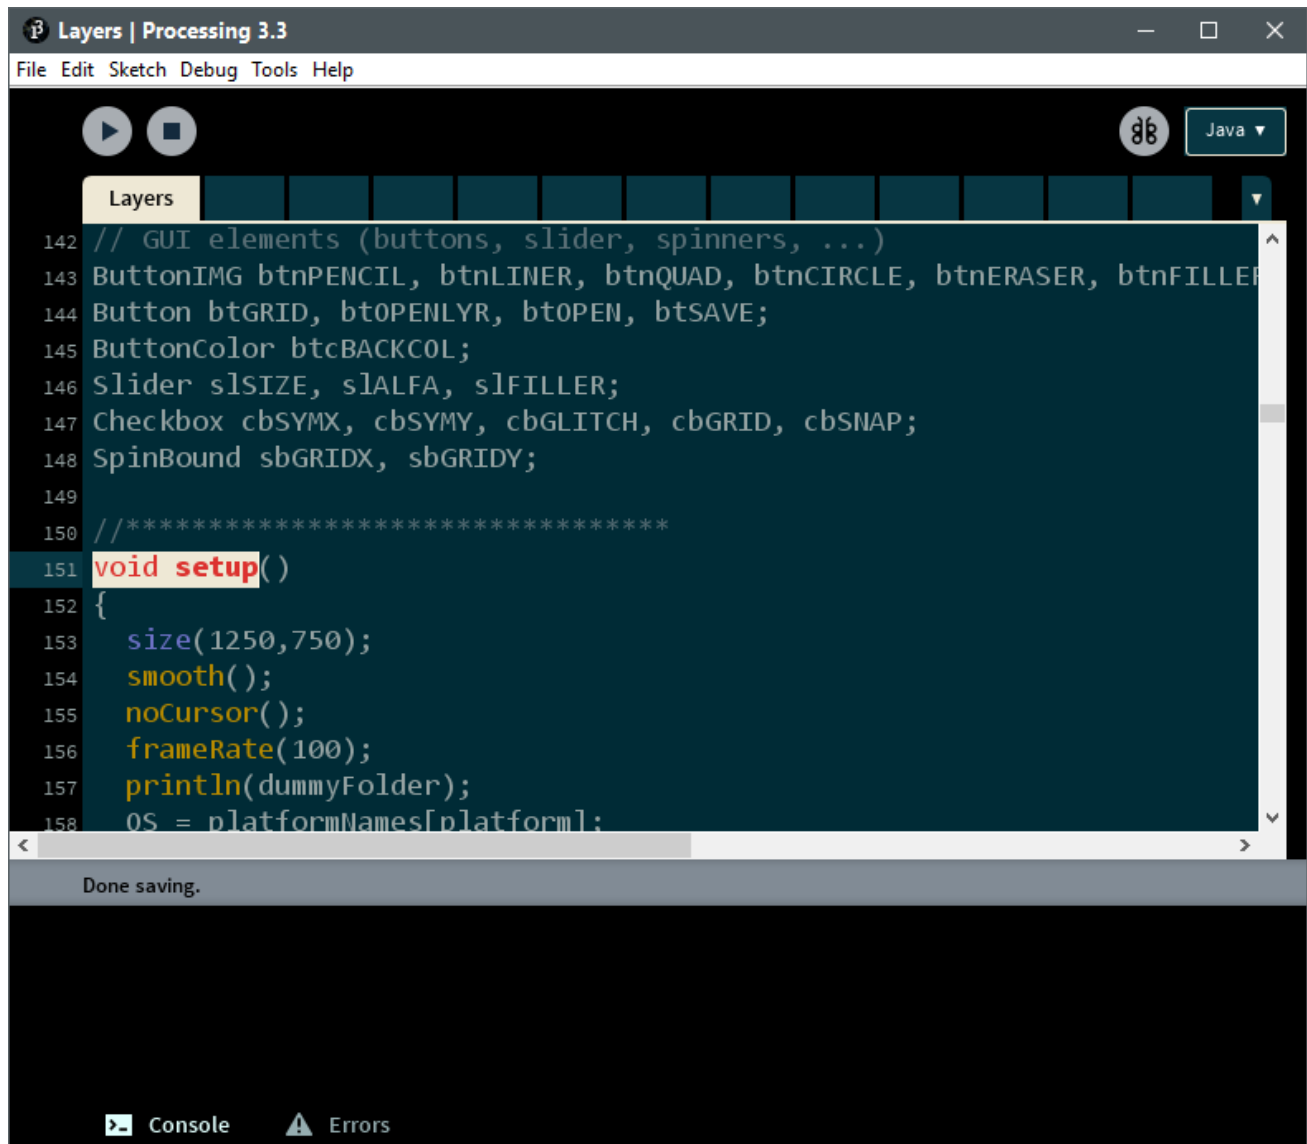 Layers | Processing 3.3
File Edit Sketch Debug Tools Help
Java
Layers
142 // GUI elements (buttons, slider, spinners, ...)
143 ButtonIMG btnPENCIL, btnLINER, btnQUAD, btnCIRCLE, btnERASER, btnFILLER
144 Button btGRID, btOPENLYR, btOPEN, btSAVE;
145 ButtonColor btcBACKCOL;
146 Slider slSIZE, slALFA, slFILLER;
147 Checkbox cbSYMX, cbSYMY, cbGLITCH, cbGRID, cbSNAP;
148 SpinBound sbGRIDX, sbGRIDY;
149
150 //*********************************
151 void setup()
152 {
153 size(1250,750);
154 smooth();
155 noCursor();
156 frameRate(100);
157 println(dummyFolder);
158 OS = platformNames[platform];
Done saving.
Console Errors